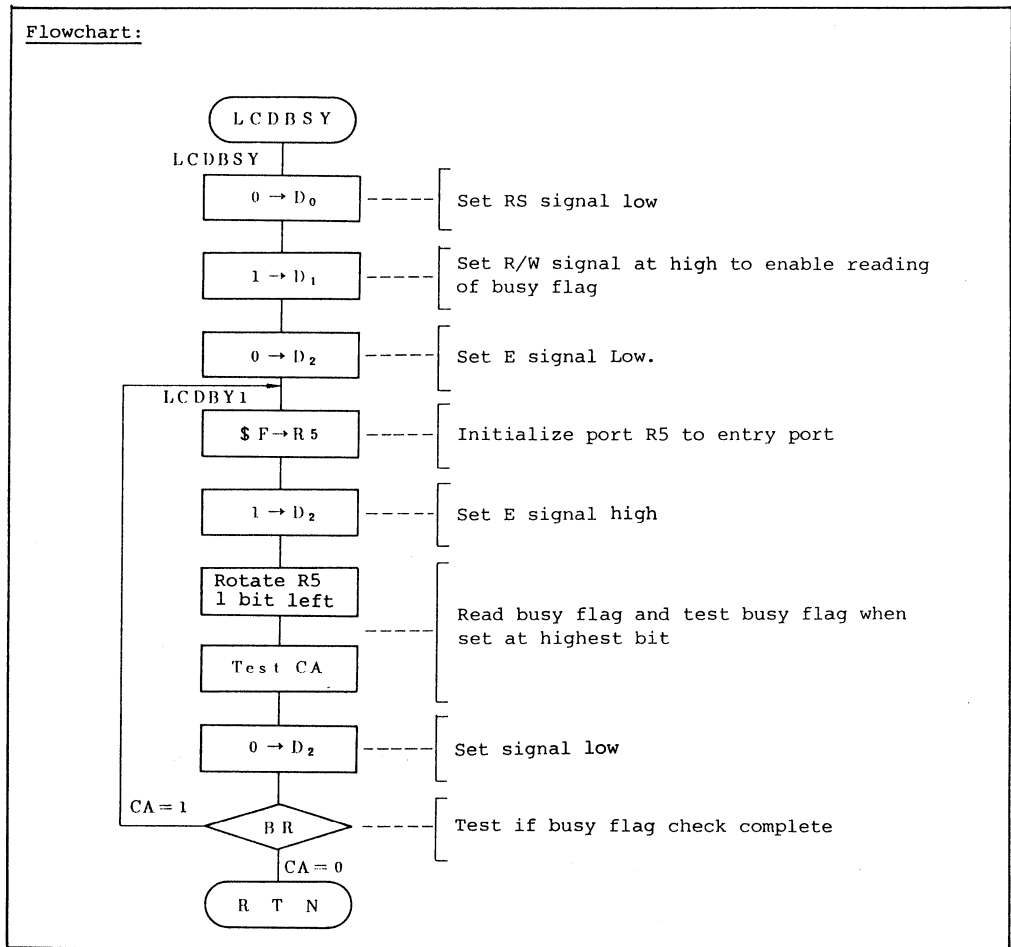 Flowchart:
LCDBSY
LCDBSY
0 → D₀
Set RS signal low
1 → D₁
Set R/W signal at high to enable reading
of busy flag
0 → D₂
Set E signal Low.
LCDBY1
$F→R5
Initialize port R5 to entry port
1 → D₂
Set E signal high
Rotate R5
1 bit left
Read busy flag and test busy flag when
set at highest bit
Test CA
0 → D₂
Set signal low
CA=1
BR
Test if busy flag check complete
CA=0
RTN